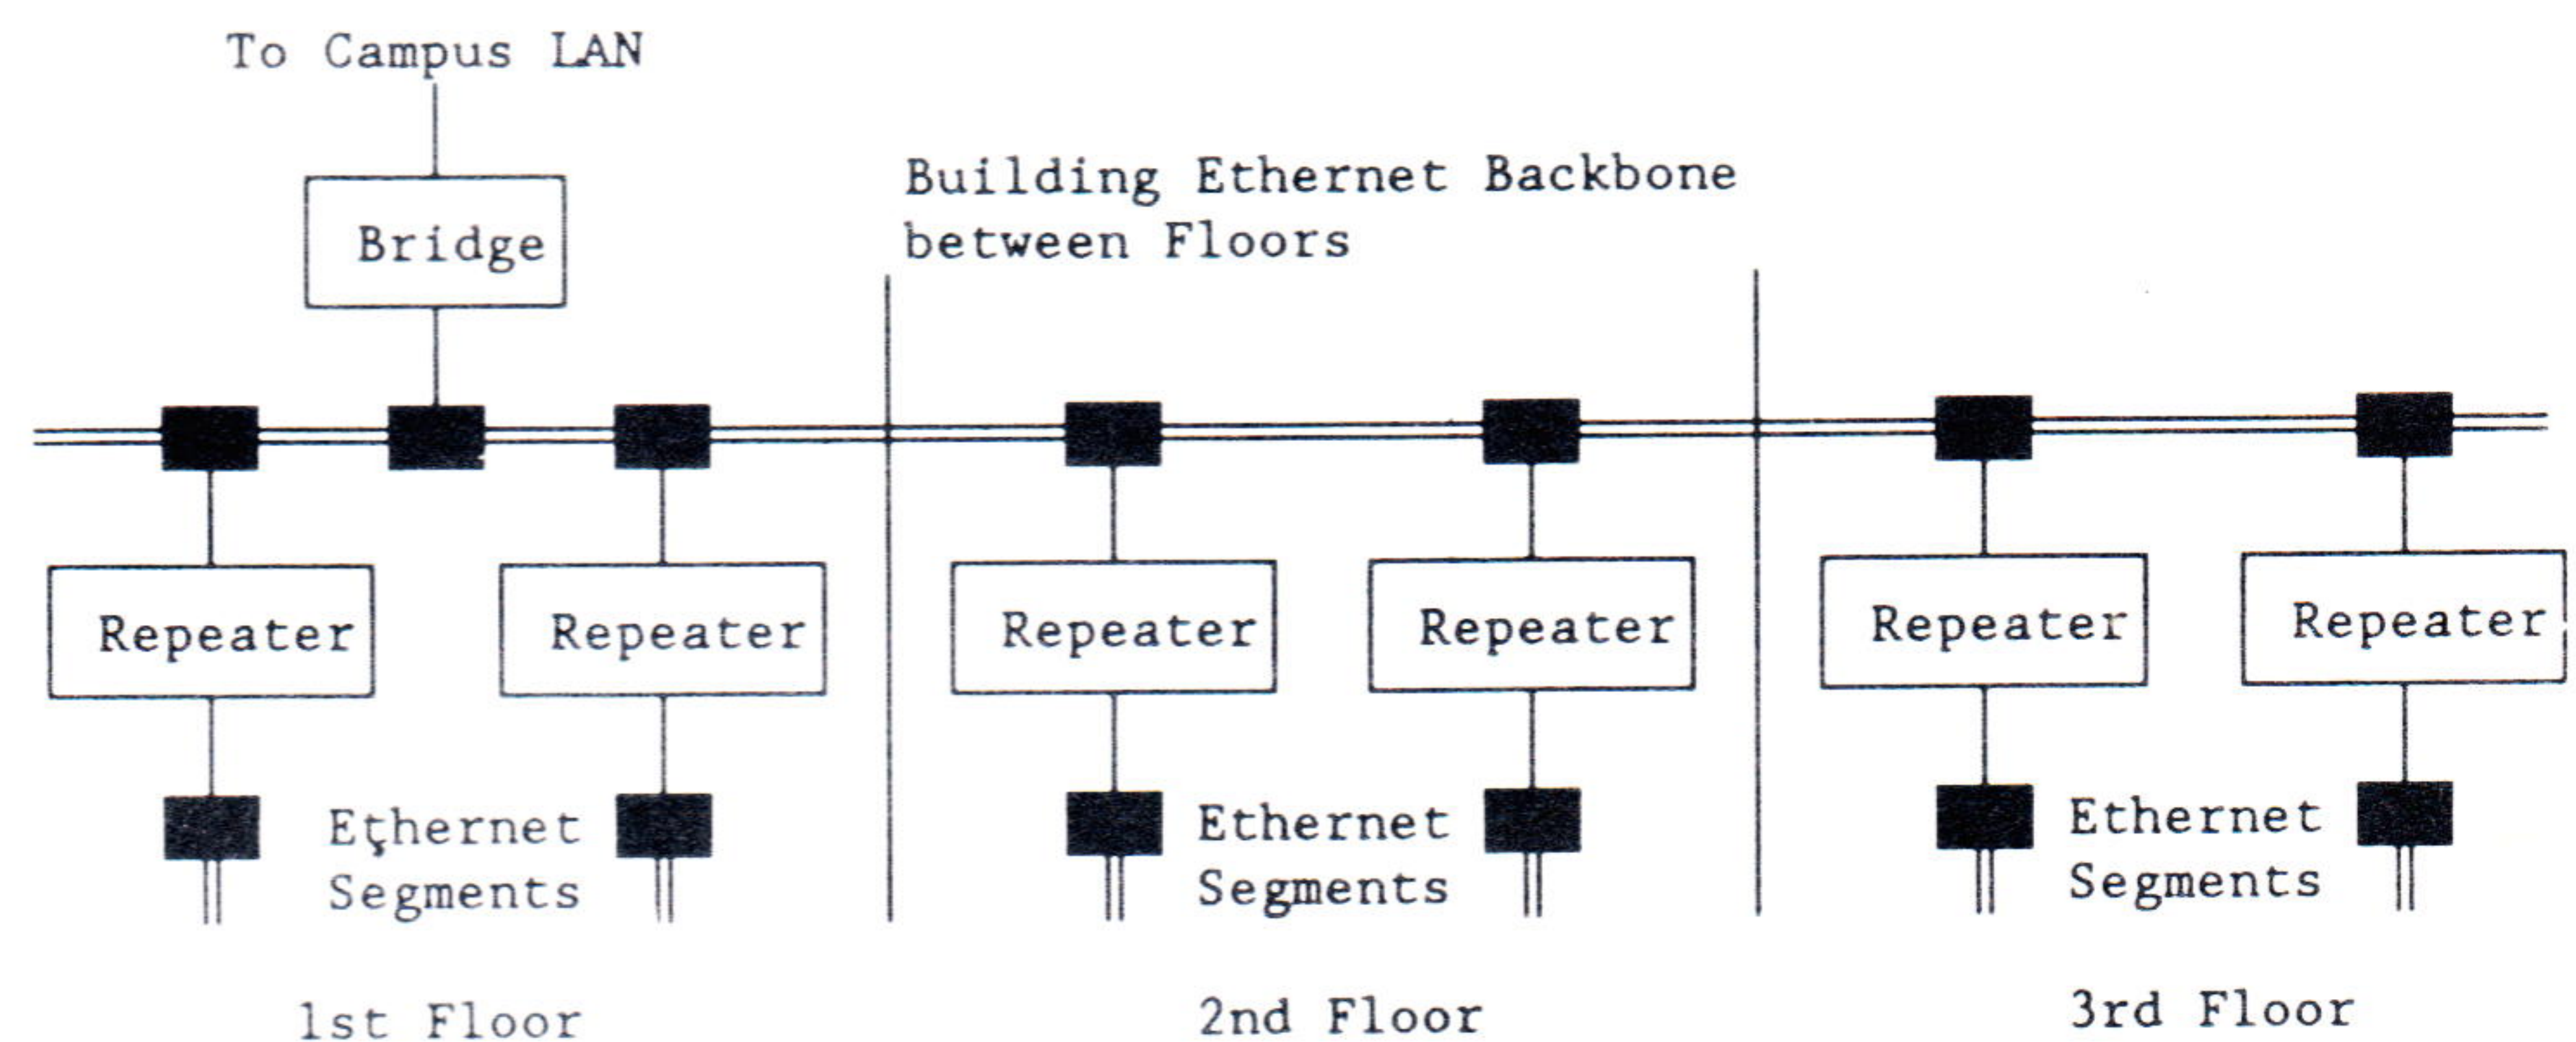 To Campus LAN
Building Ethernet Backbone
between Floors
Bridge
Repeater
Repeater
Repeater
Repeater
Repeater
Repeater
Ethernet
Segments
Ethernet
Segments
Ethernet
Segments
1st Floor
2nd Floor
3rd Floor